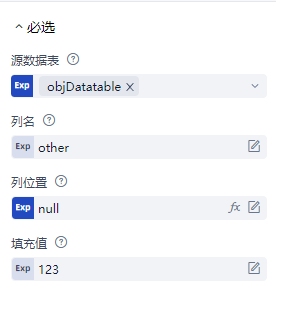 必选
源数据表
Exp objDatatable ×
列名
Exp other
列位置
Exp null fx
填充值
Exp 123